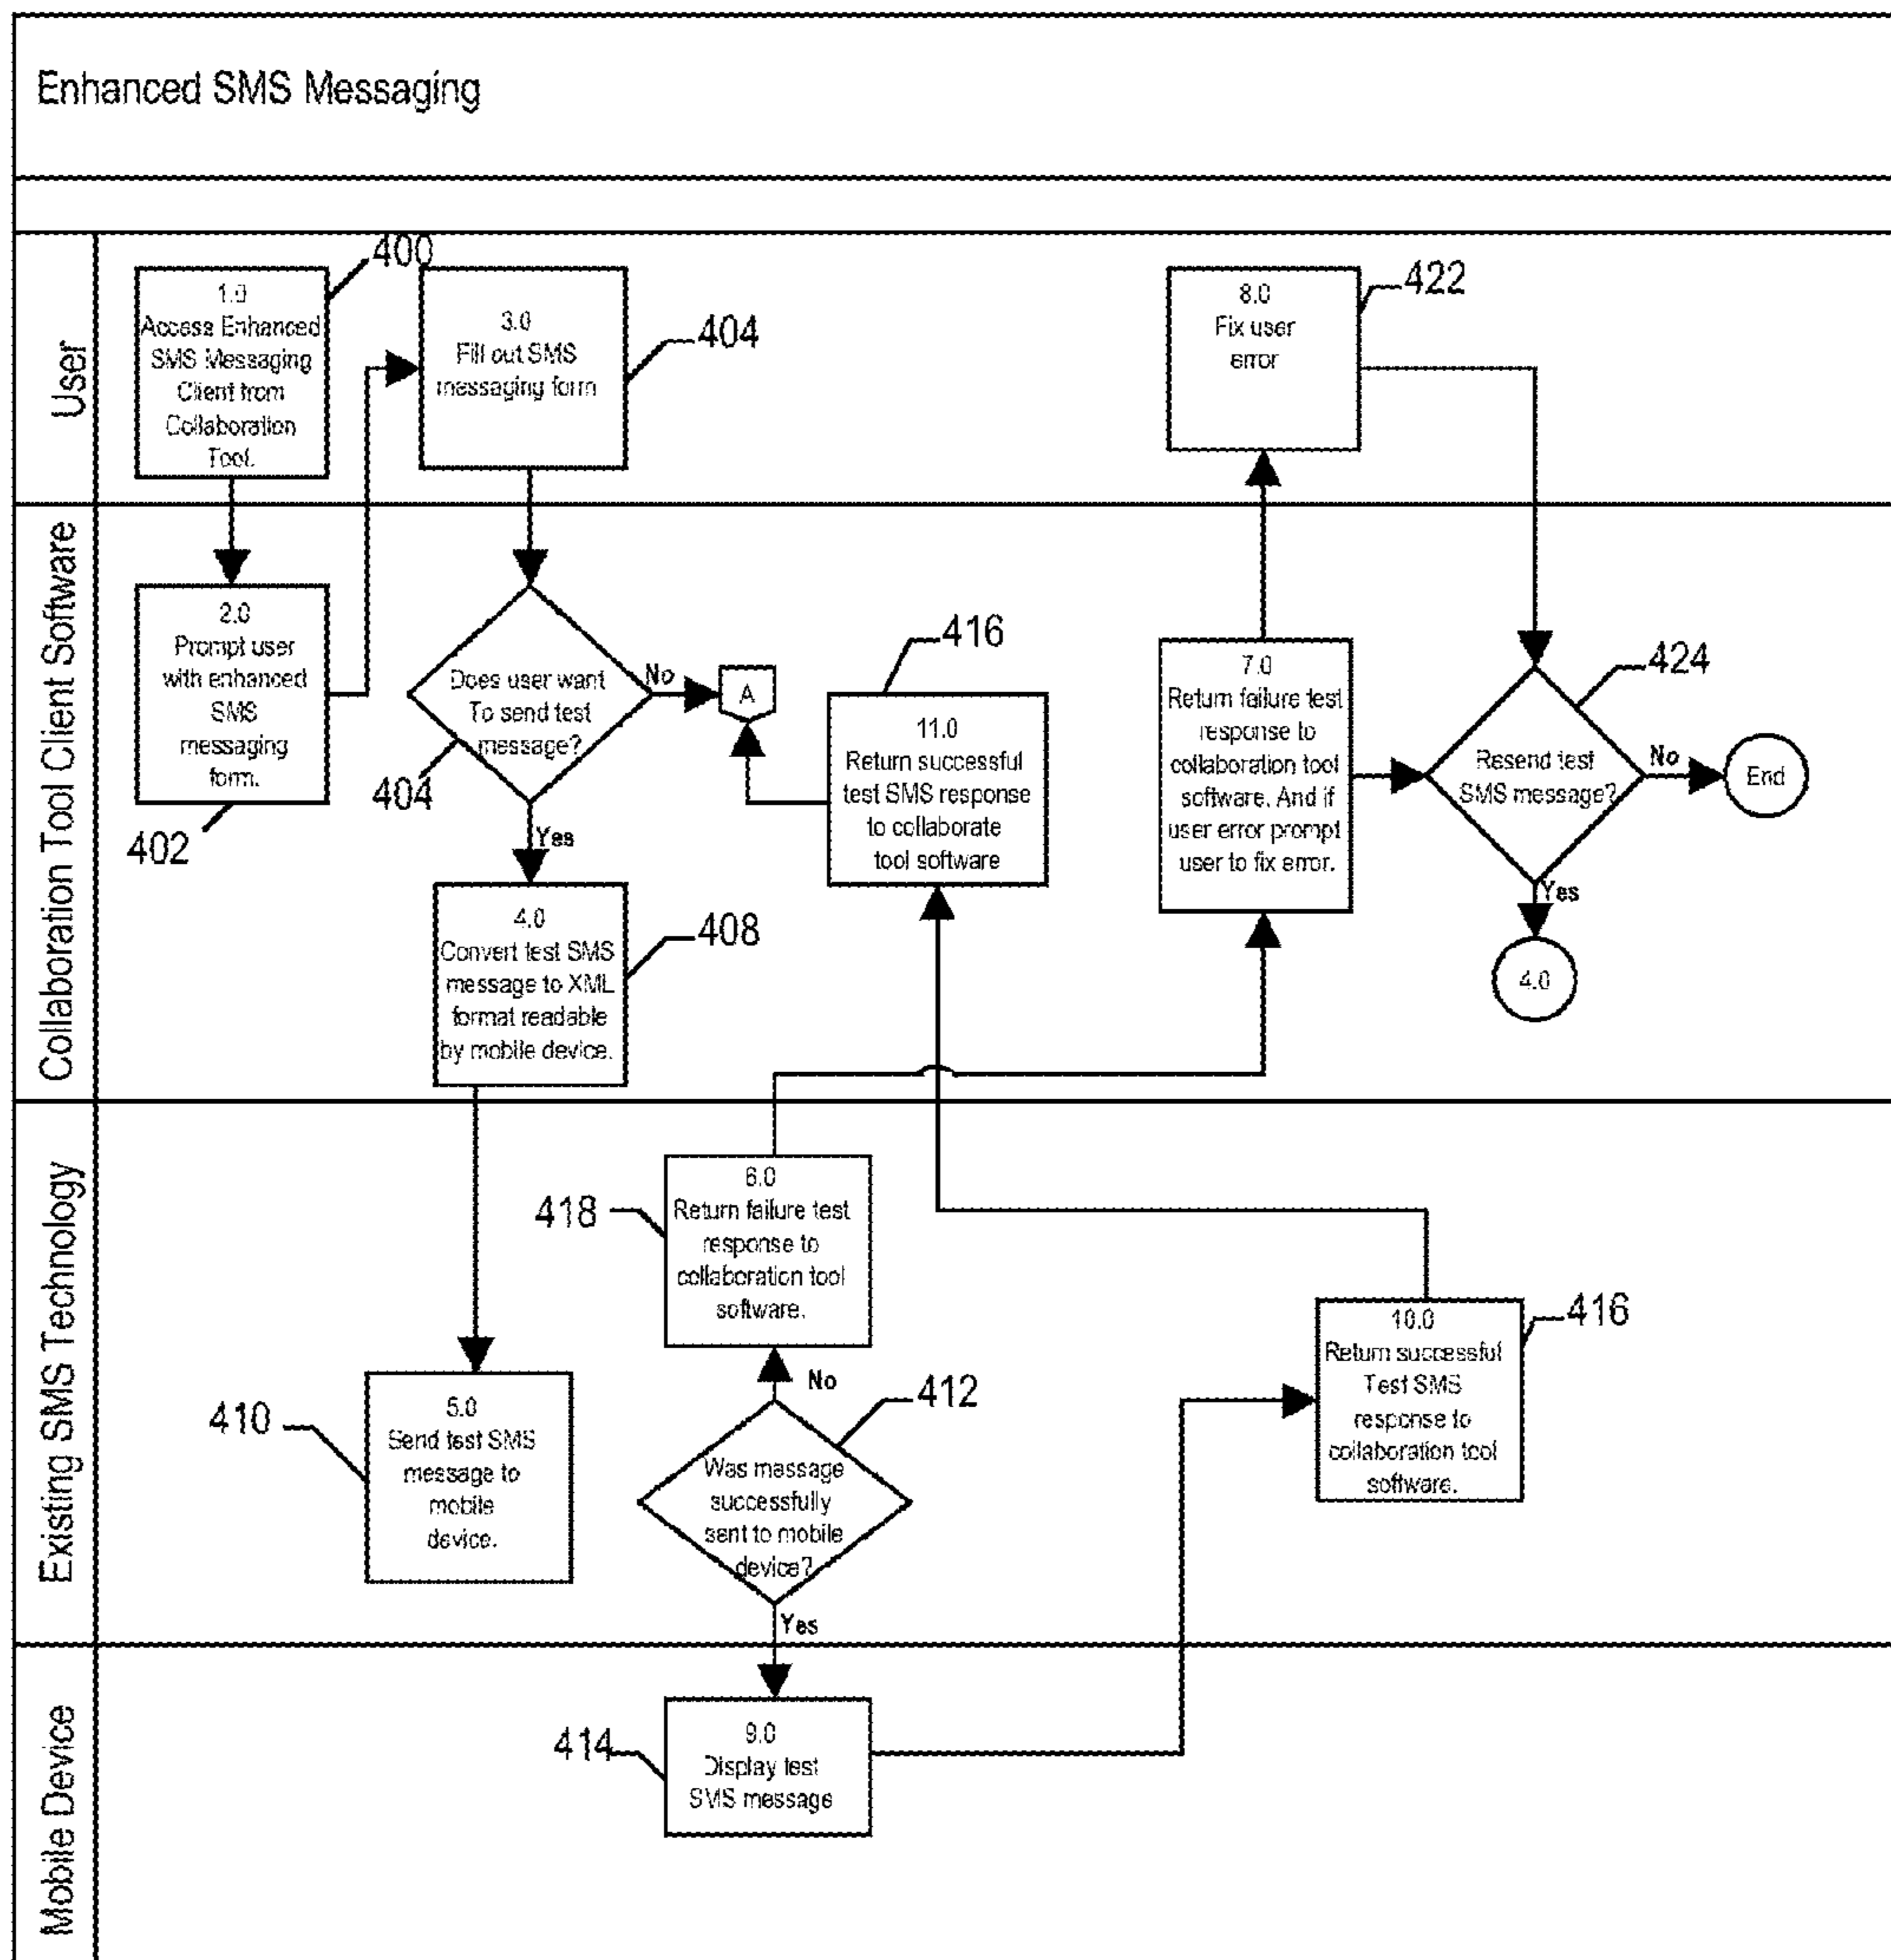 Enhanced SMS Messaging
User
1.0
Access Enhanced
SMS Messaging
Client from
Collaboration
Tool.
400
3.0
Fill out SMS
messaging form
404
8.0
Fix user
error
422
Collaboration Tool Client Software
2.0
Prompt user
with enhanced
SMS
messaging
form.
402
Does user want
To send test
message?
404
No
Yes
A
416
11.0
Return successful
test SMS response
to collaborate
tool software
7.0
Return failure test
response to
collaboration tool
software. And if
user error prompt
user to fix error.
424
Resend test
SMS message?
No
End
Yes
4.0
4.0
Convert test SMS
message to XML
format readable
by mobile device.
408
Existing SMS Technology
410
5.0
Send test SMS
message to
mobile
device.
418
6.0
Return failure test
response to
collaboration tool
software.
No
412
Was message
successfully
sent to mobile
device?
Yes
10.0
Return successful
Test SMS
response to
collaboration tool
software.
416
Mobile Device
414
9.0
Display test
SMS message